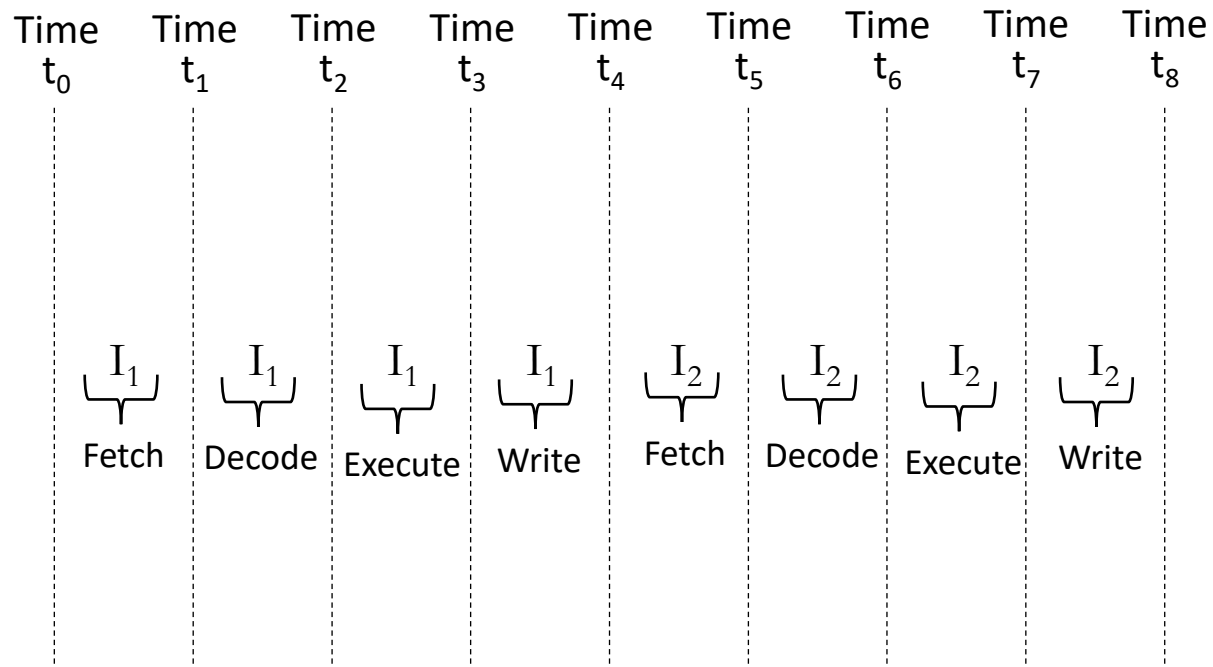 Time Time Time Time Time Time Time Time Time
t₀ t₁ t₂ t₃ t₄ t₅ t₆ t₇ t₈
I₁ I₁ I₁ I₁ I₂ I₂ I₂ I₂
Fetch Decode Execute Write Fetch Decode Execute Write